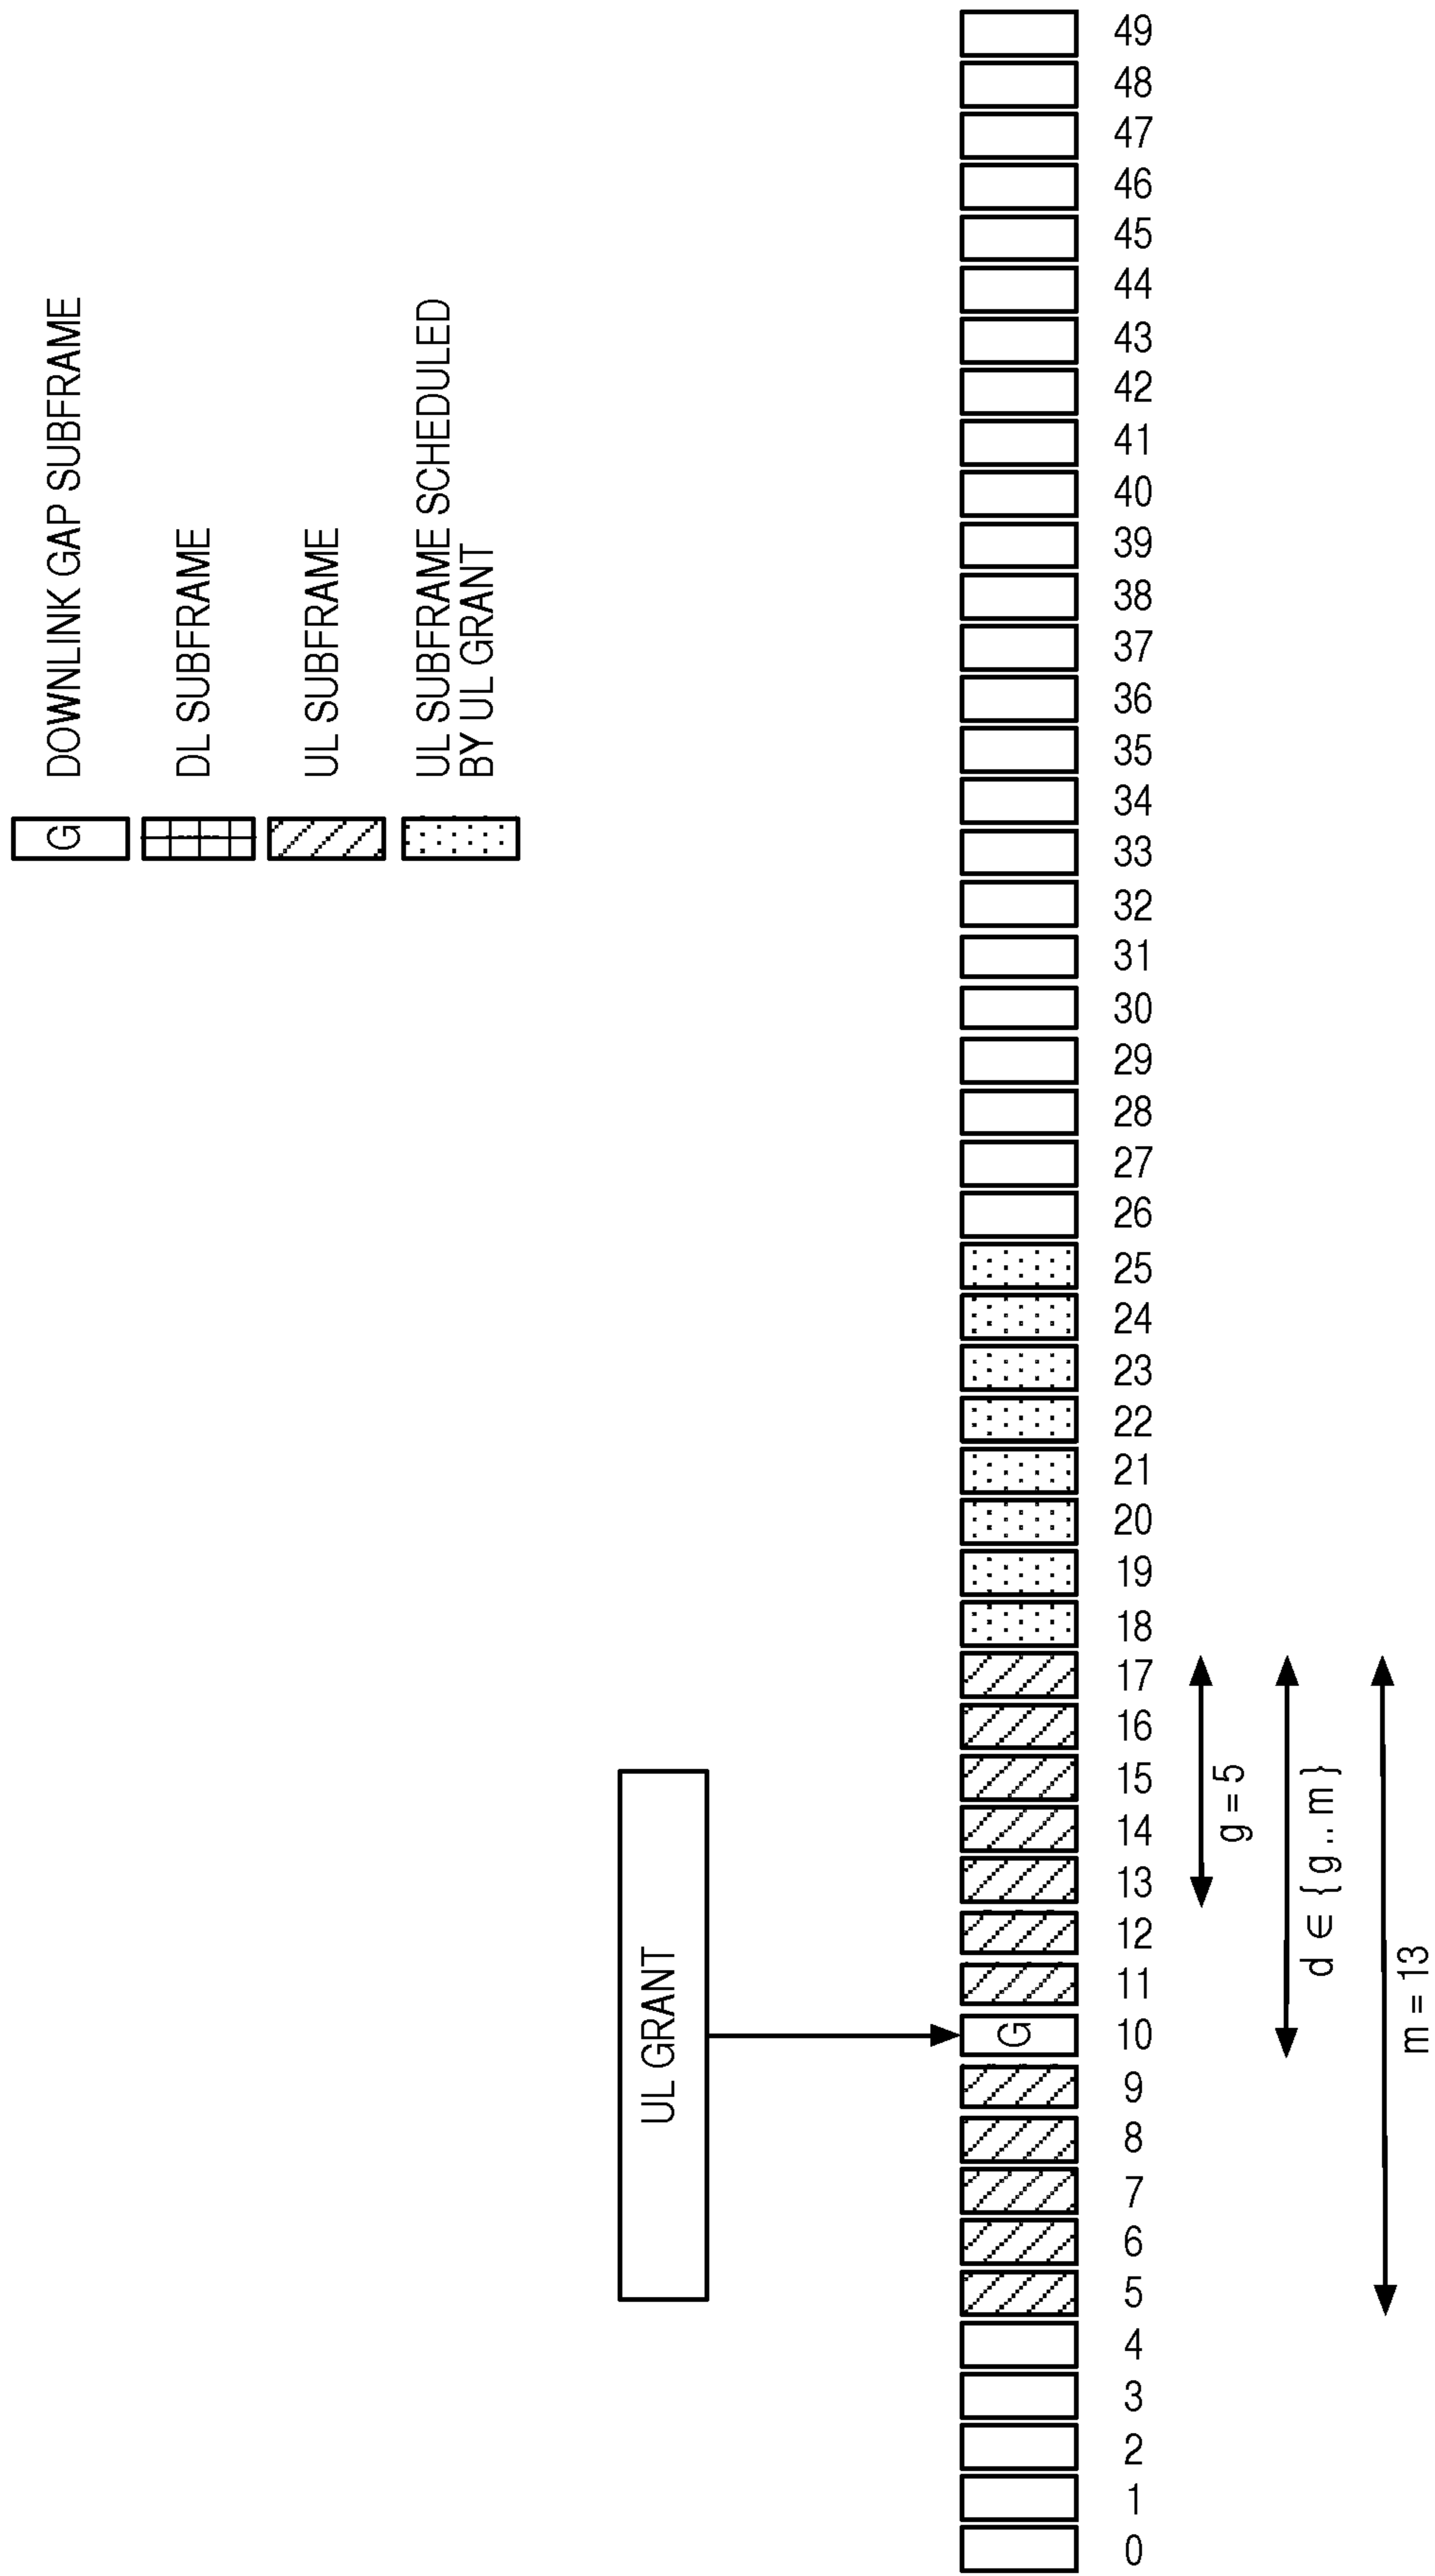 G DOWNLINK GAP SUBFRAME
DL SUBFRAME
UL SUBFRAME
UL SUBFRAME SCHEDULED
BY UL GRANT
UL GRANT
G
0 1 2 3 4 5 6 7 8 9 10 11 12 13 14 15 16 17 18 19 20 21 22 23 24 25 26 27 28 29 30 31 32 33 34 35 36 37 38 39 40 41 42 43 44 45 46 47 48 49
g = 5
d ∈ { g .. m }
m = 13